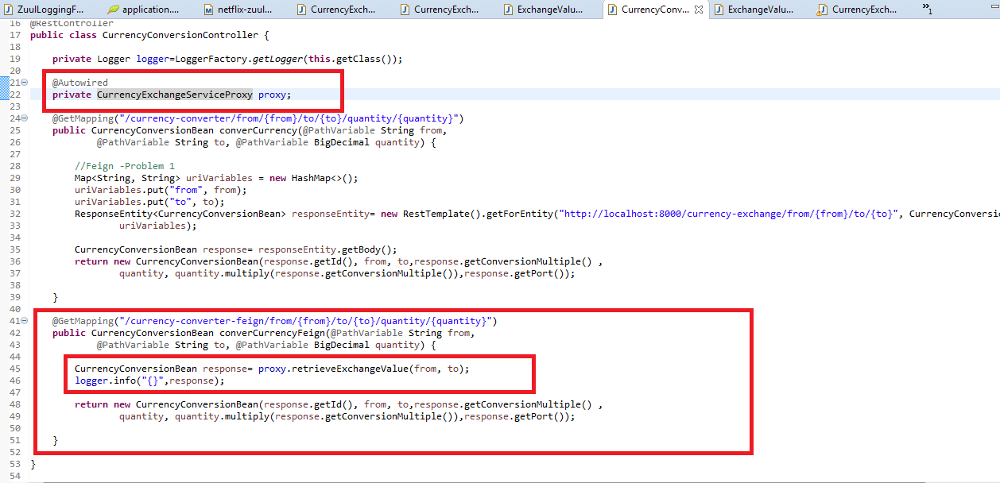 ZuulLoggingF... application.... netflix-zuul... CurrencyExch... CurrencyExch... ExchangeValu... CurrencyConv... ExchangeValu... CurrencyExch... »1
16 @RestController
17 public class CurrencyConversionController {
18
19 private Logger logger=LoggerFactory.getLogger(this.getClass());
20
21 @Autowired
22 private CurrencyExchangeServiceProxy proxy;
23
24 @GetMapping("/currency-converter/from/{from}/to/{to}/quantity/{quantity}")
25 public CurrencyConversionBean converCurrency(@PathVariable String from,
26 @PathVariable String to, @PathVariable BigDecimal quantity) {
27
28 //Feign -Problem 1
29 Map<String, String> uriVariables = new HashMap<>();
30 uriVariables.put("from", from);
31 uriVariables.put("to", to);
32 ResponseEntity<CurrencyConversionBean> responseEntity= new RestTemplate().getForEntity("http://localhost:8000/currency-exchange/from/{from}/to/{to}", CurrencyConversi
33 uriVariables);
34
35 CurrencyConversionBean response= responseEntity.getBody();
36 return new CurrencyConversionBean(response.getId(), from, to,response.getConversionMultiple() ,
37 quantity, quantity.multiply(response.getConversionMultiple()),response.getPort());
38
39 }
40
41 @GetMapping("/currency-converter-feign/from/{from}/to/{to}/quantity/{quantity}")
42 public CurrencyConversionBean converCurrencyFeign(@PathVariable String from,
43 @PathVariable String to, @PathVariable BigDecimal quantity) {
44
45 CurrencyConversionBean response= proxy.retrieveExchangeValue(from, to);
46 logger.info("{}",response);
47
48 return new CurrencyConversionBean(response.getId(), from, to,response.getConversionMultiple() ,
49 quantity, quantity.multiply(response.getConversionMultiple()),response.getPort());
50
51 }
52
53 }
54